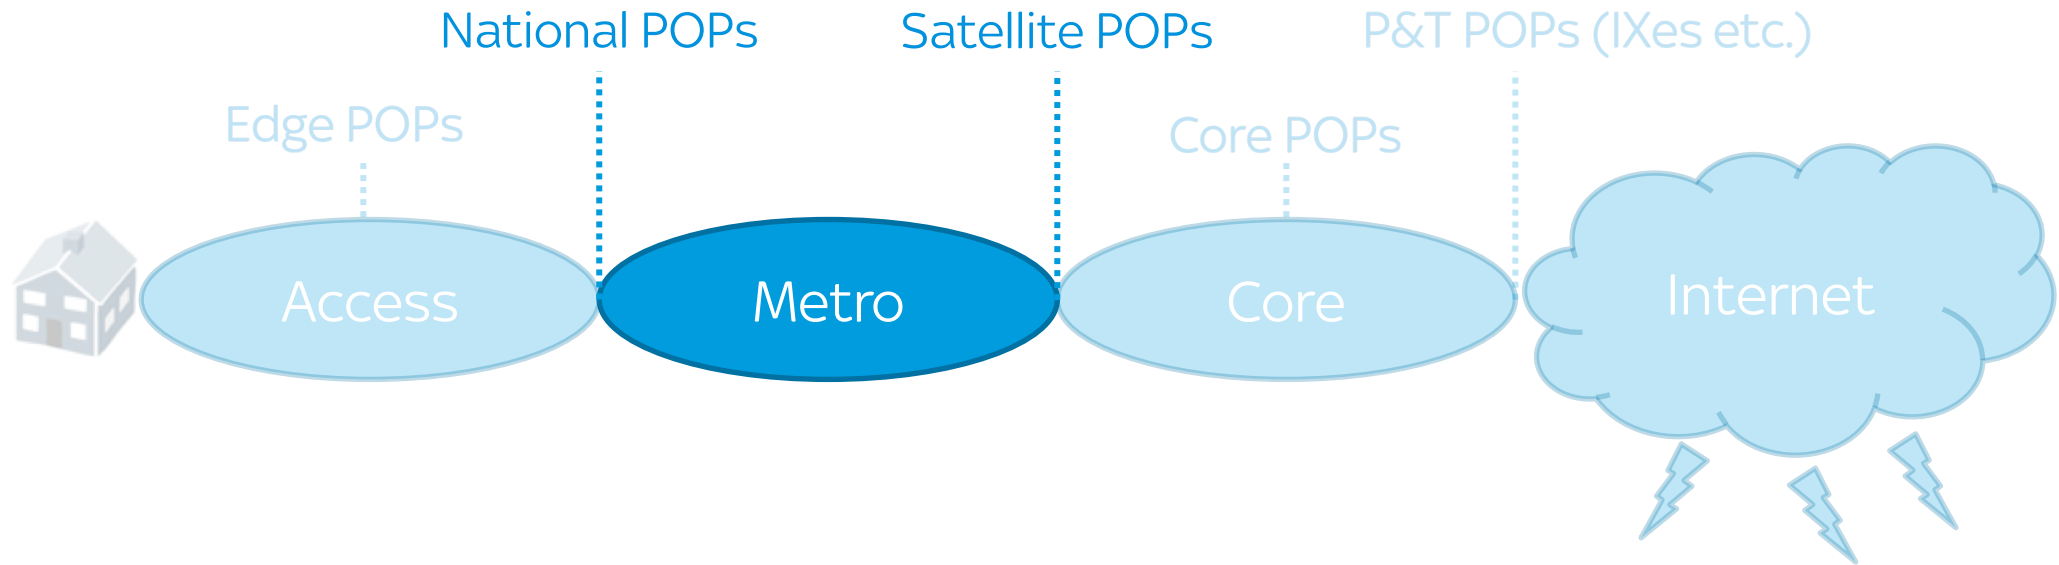 National POPs
Satellite POPs
P&T POPs (IXes etc.)
Edge POPs
Core POPs
Access
Metro
Core
Internet